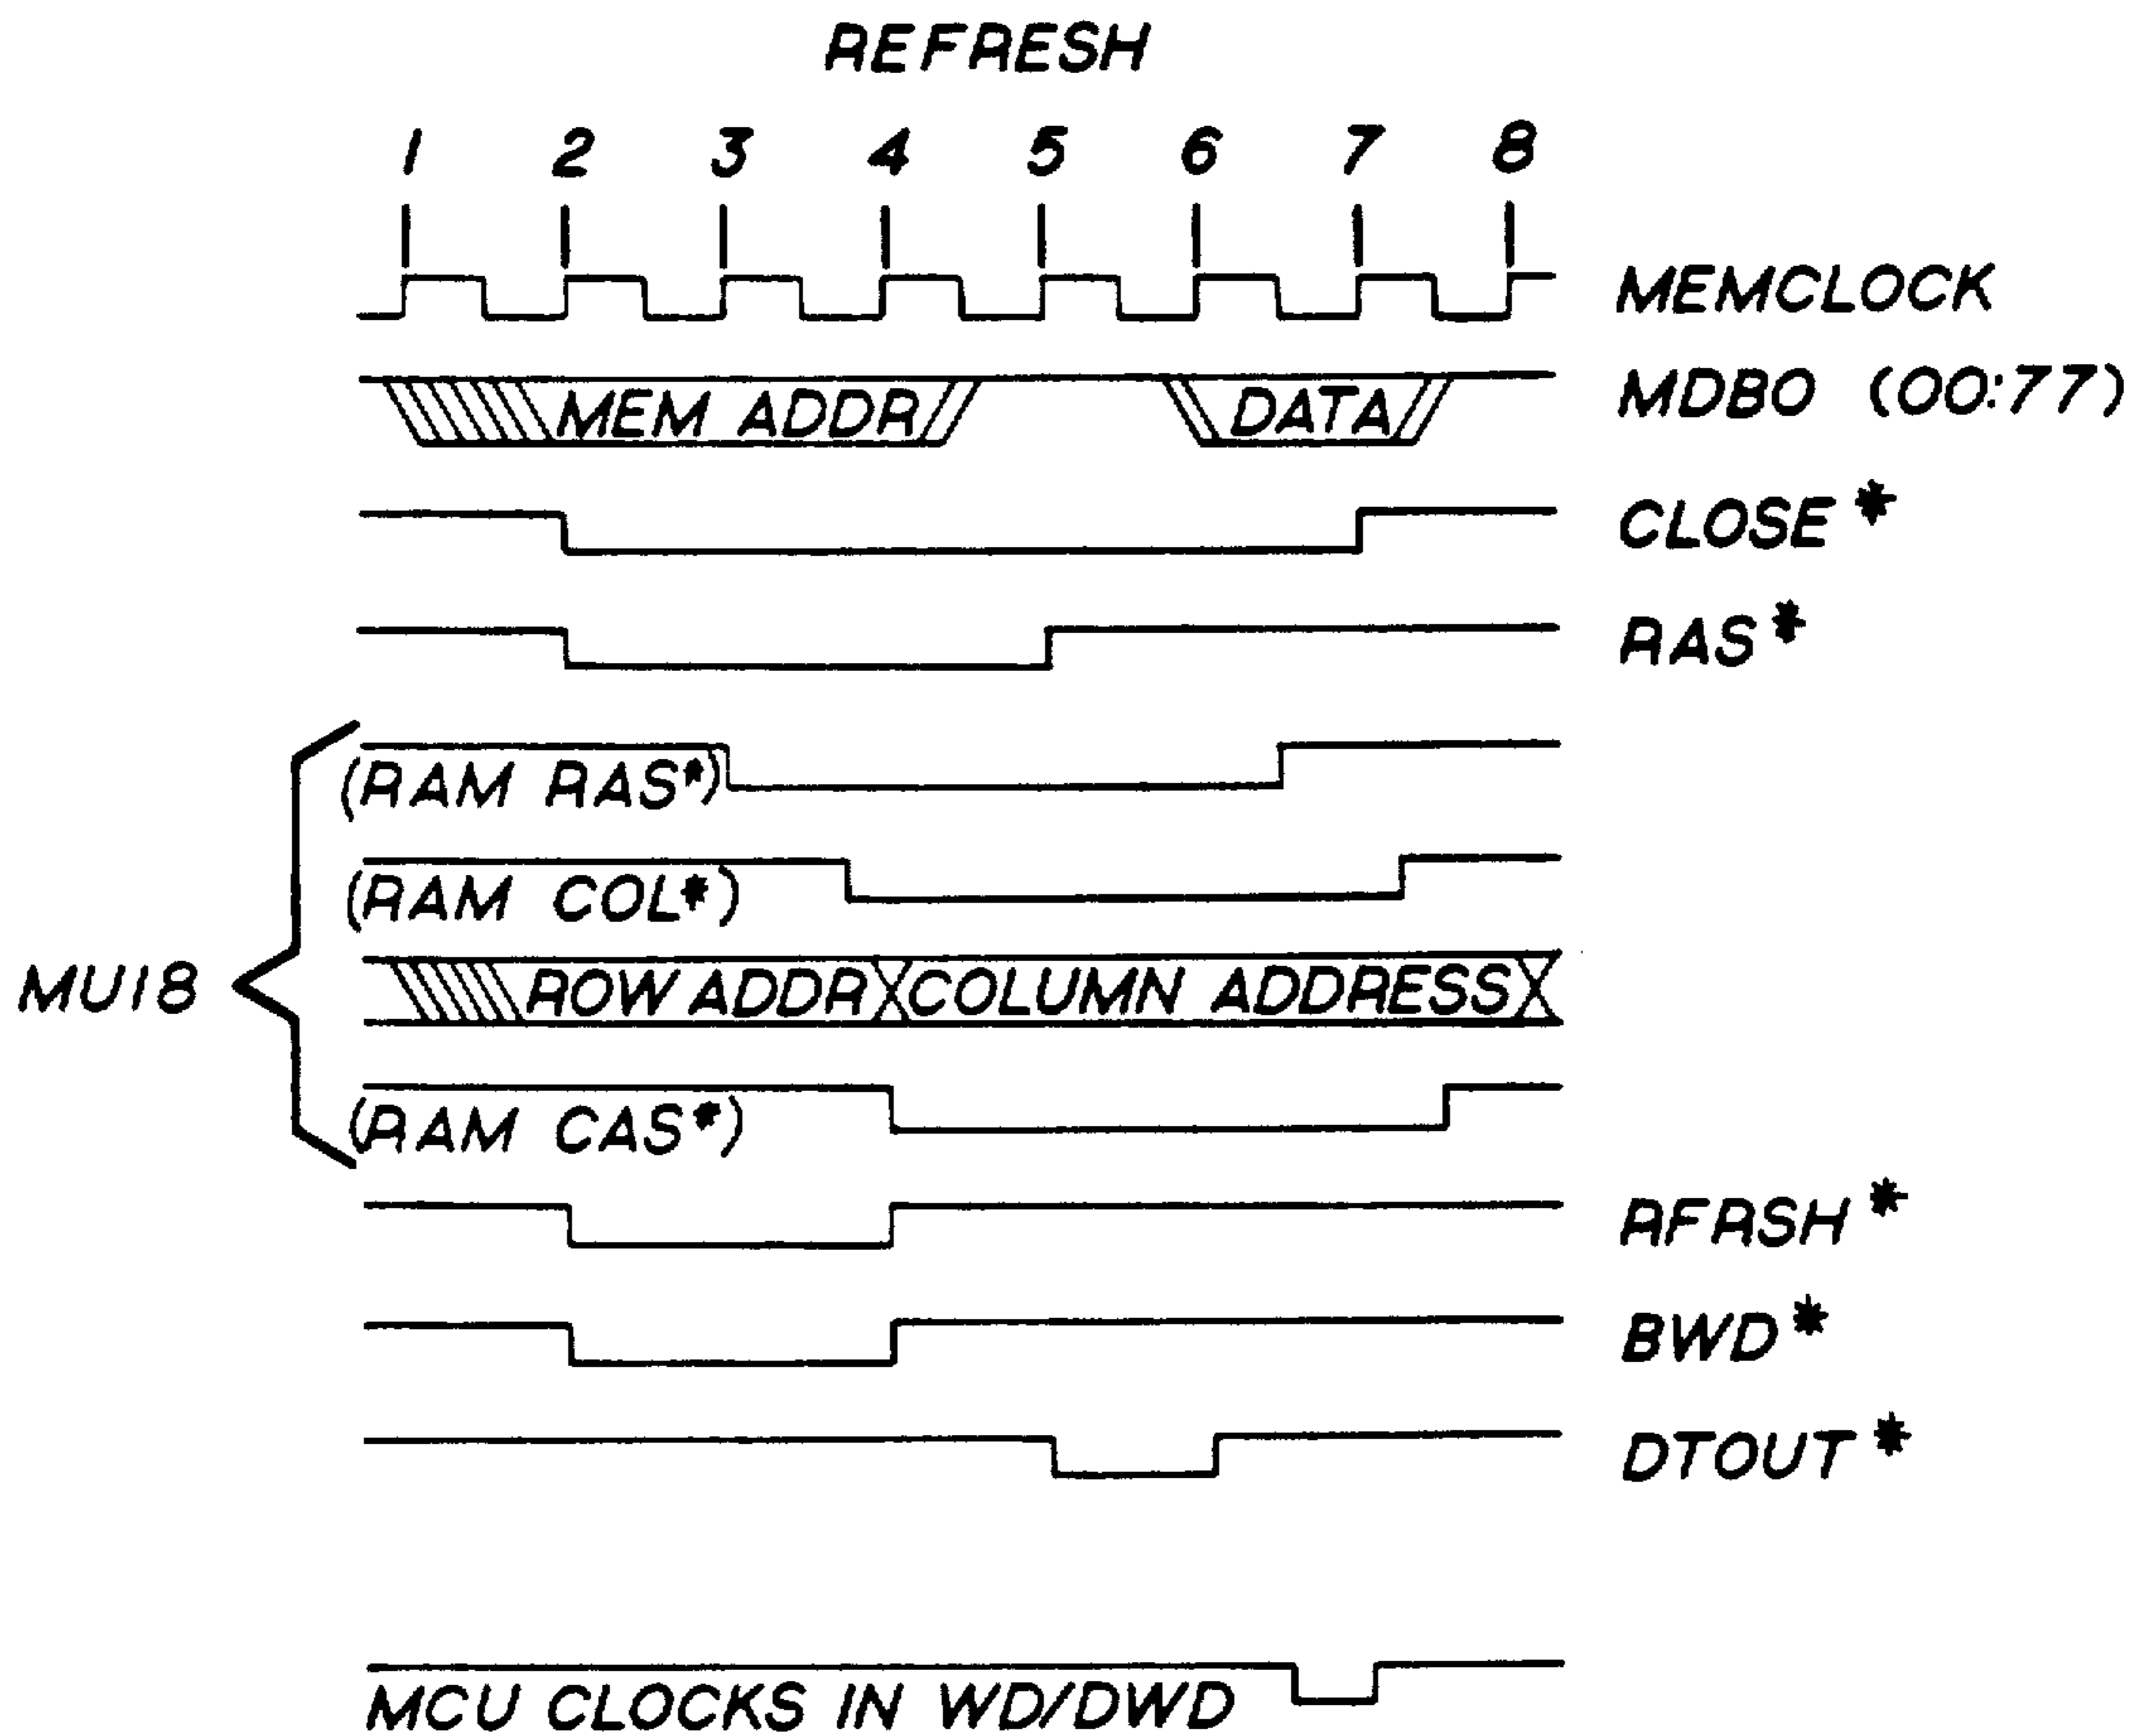 REFRESH
1 2 3 4 5 6 7 8
MEMCLOCK
MEM ADDR DATA MDBO (00:77)
CLOSE*
RAS*
(RAM RAS*)
(RAM COL*)
MU18 ROW ADDR COLUMN ADDRESS
(RAM CAS*)
RFRSH*
BWD*
DTOUT*
MCU CLOCKS IN WD/DWD